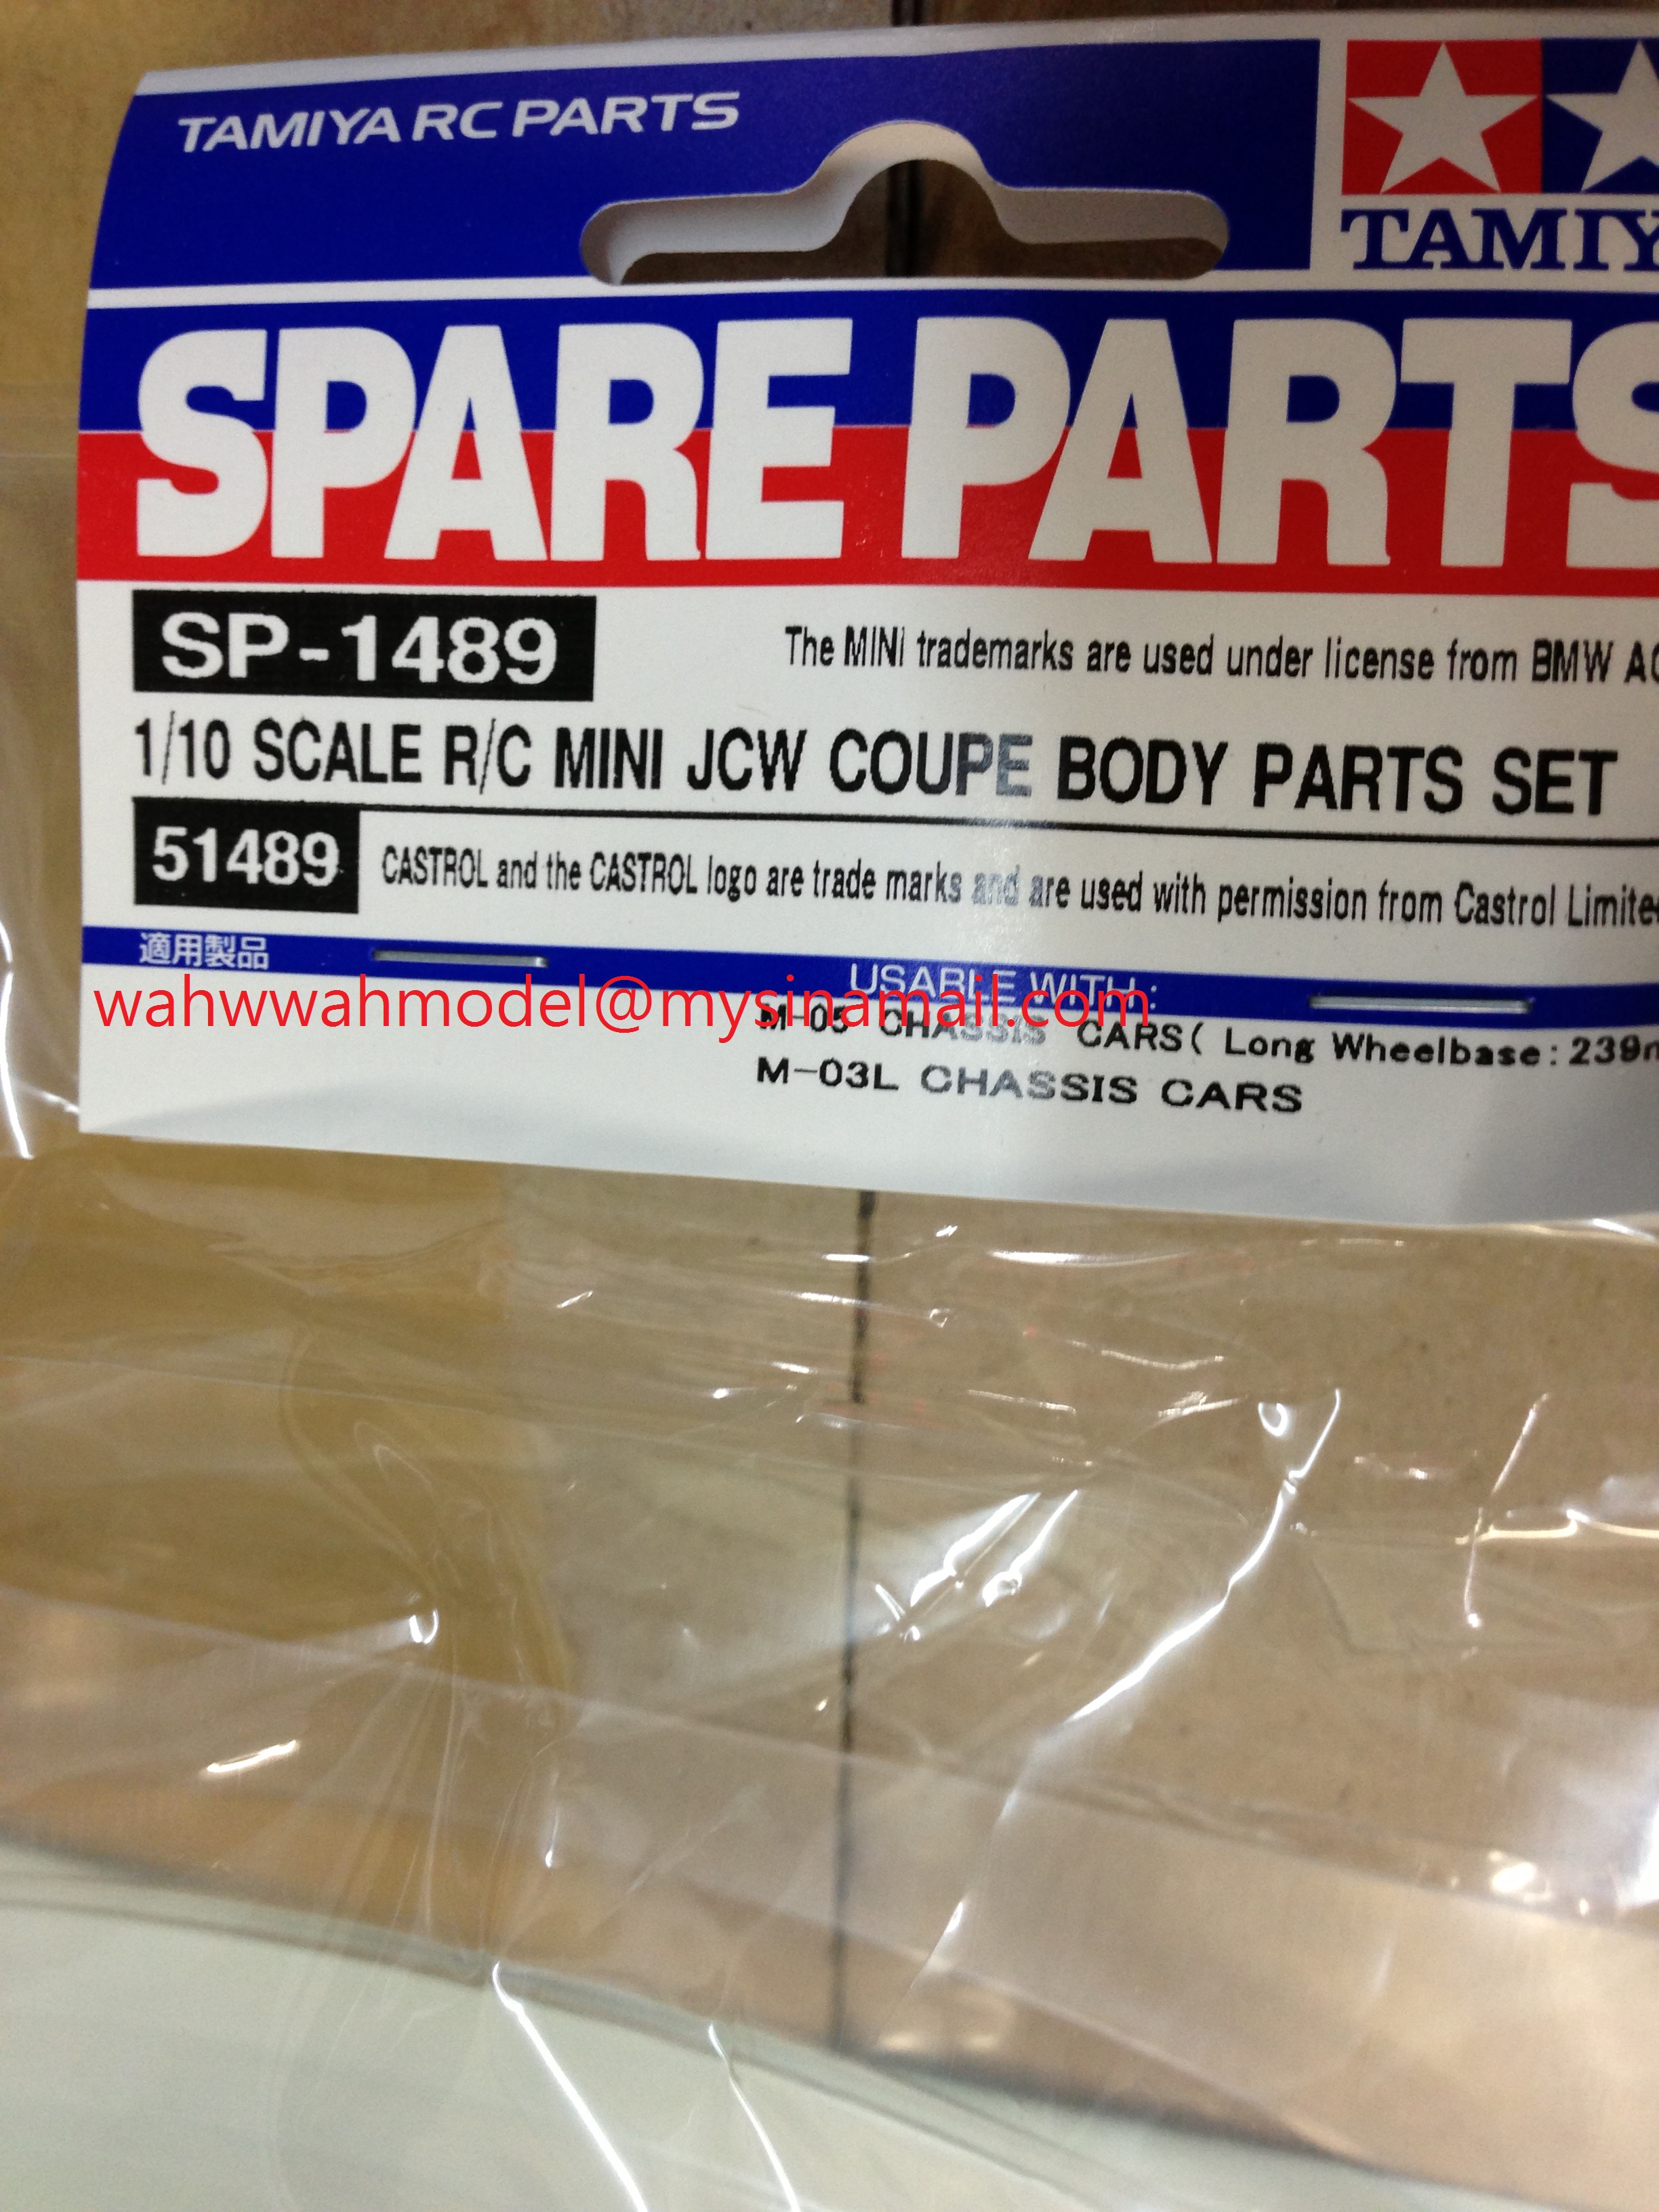 TAMIYA RC PARTS
TAMIY
SPARE PARTS
SP-1489
The MINI trademarks are used under license from BMW AG
1/10 SCALE R/C MINI JCW COUPE BODY PARTS SET
51489
CASTROL and the CASTROL logo are trade marks and are used with permission from Castrol Limited
適用製品
USABLE WITH:
wahwwahmodel@mysinamail.com
M-05 CHASSIS CARS( Long Wheelbase: 239m
M-03L CHASSIS CARS